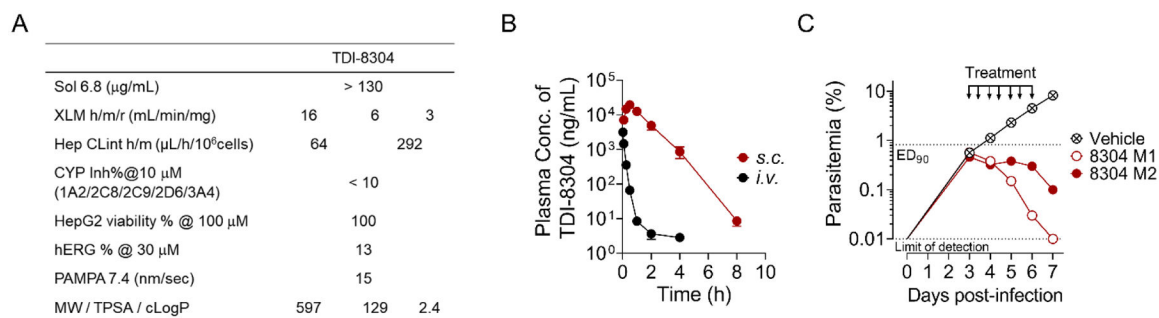 A
TDI-8304
Sol 6.8 (μg/mL) > 130
XLM h/m/r (mL/min/mg) 16 6 3
Hep CLint h/m (μL/h/10⁶cells) 64 292
CYP Inh%@10 μM
(1A2/2C8/2C9/2D6/3A4) < 10
HepG2 viability % @ 100 μM 100
hERG % @ 30 μM 13
PAMPA 7.4 (nm/sec) 15
MW / TPSA / cLogP 597 129 2.4
B
Plasma Conc. of
TDI-8304 (ng/mL)
10⁵
10⁴
10³
10²
10¹
10⁰
0 2 4 6 8 10
Time (h)
s.c.
i.v.
C
Treatment
Parasitemia (%)
10
1
0.1
0.01
ED₉₀
Limit of detection
0 1 2 3 4 5 6 7
Days post-infection
Vehicle
8304 M1
8304 M2